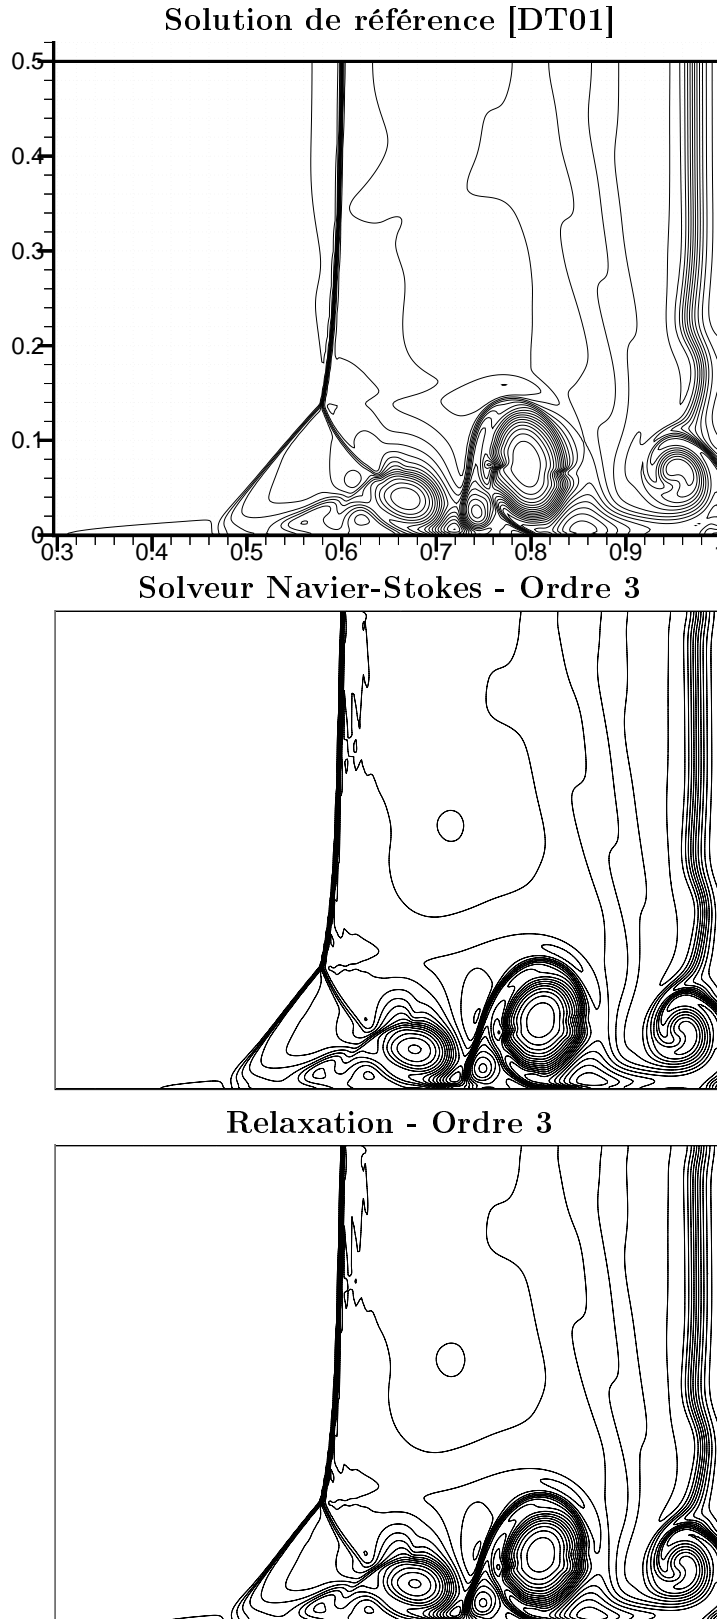 Solution de référence [DT01]
0.5
0.4
0.3
0.2
0.1
0
0.3 0.4 0.5 0.6 0.7 0.8 0.9
Solveur Navier-Stokes - Ordre 3
Relaxation - Ordre 3